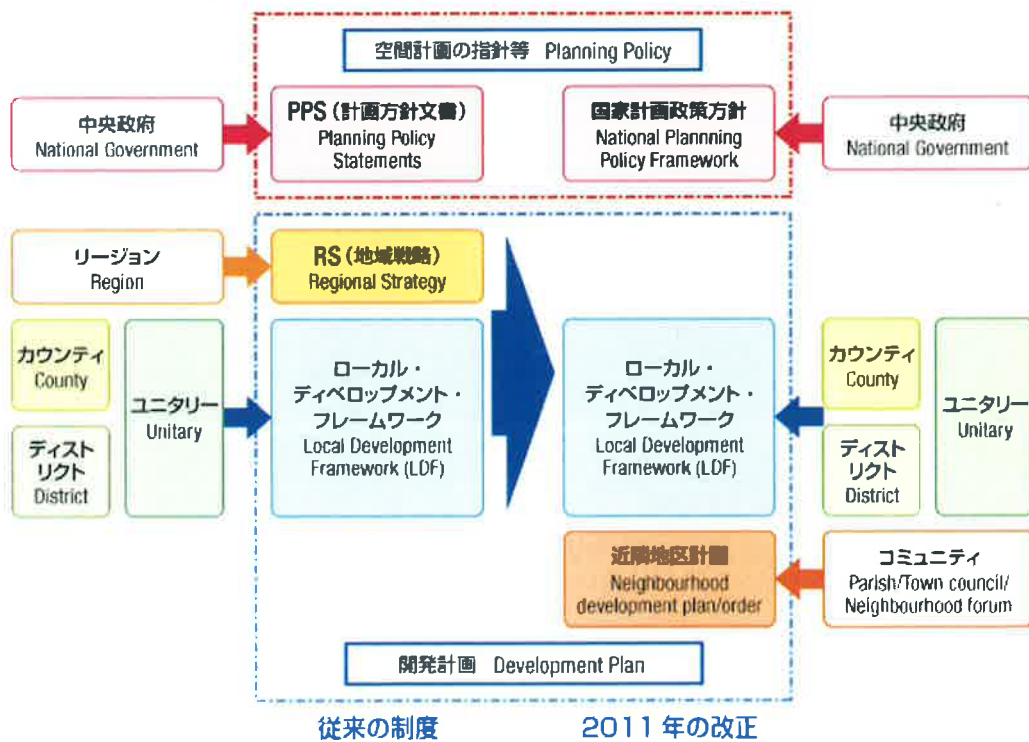 空間計画の指針等 Planning Policy
中央政府
National Government
PPS（計画方針文書）
Planning Policy
Statements
国家計画政策方針
National Plannning
Policy Framework
中央政府
National Government
リージョン
Region
RS（地域戦略）
Regional Strategy
カウンティ
County
ディスト
リクト
District
ユニタリー
Unitary
ローカル・
ディベロップメント・
フレームワーク
Local Development
Framework (LDF)
ローカル・
ディベロップメント・
フレームワーク
Local Development
Framework (LDF)
カウンティ
County
ディスト
リクト
District
ユニタリー
Unitary
近隣地区計画
Neighbourhood
development plan/order
コミュニティ
Parish/Town council/
Neighbourhood forum
開発計画 Development Plan
従来の制度
2011年の改正